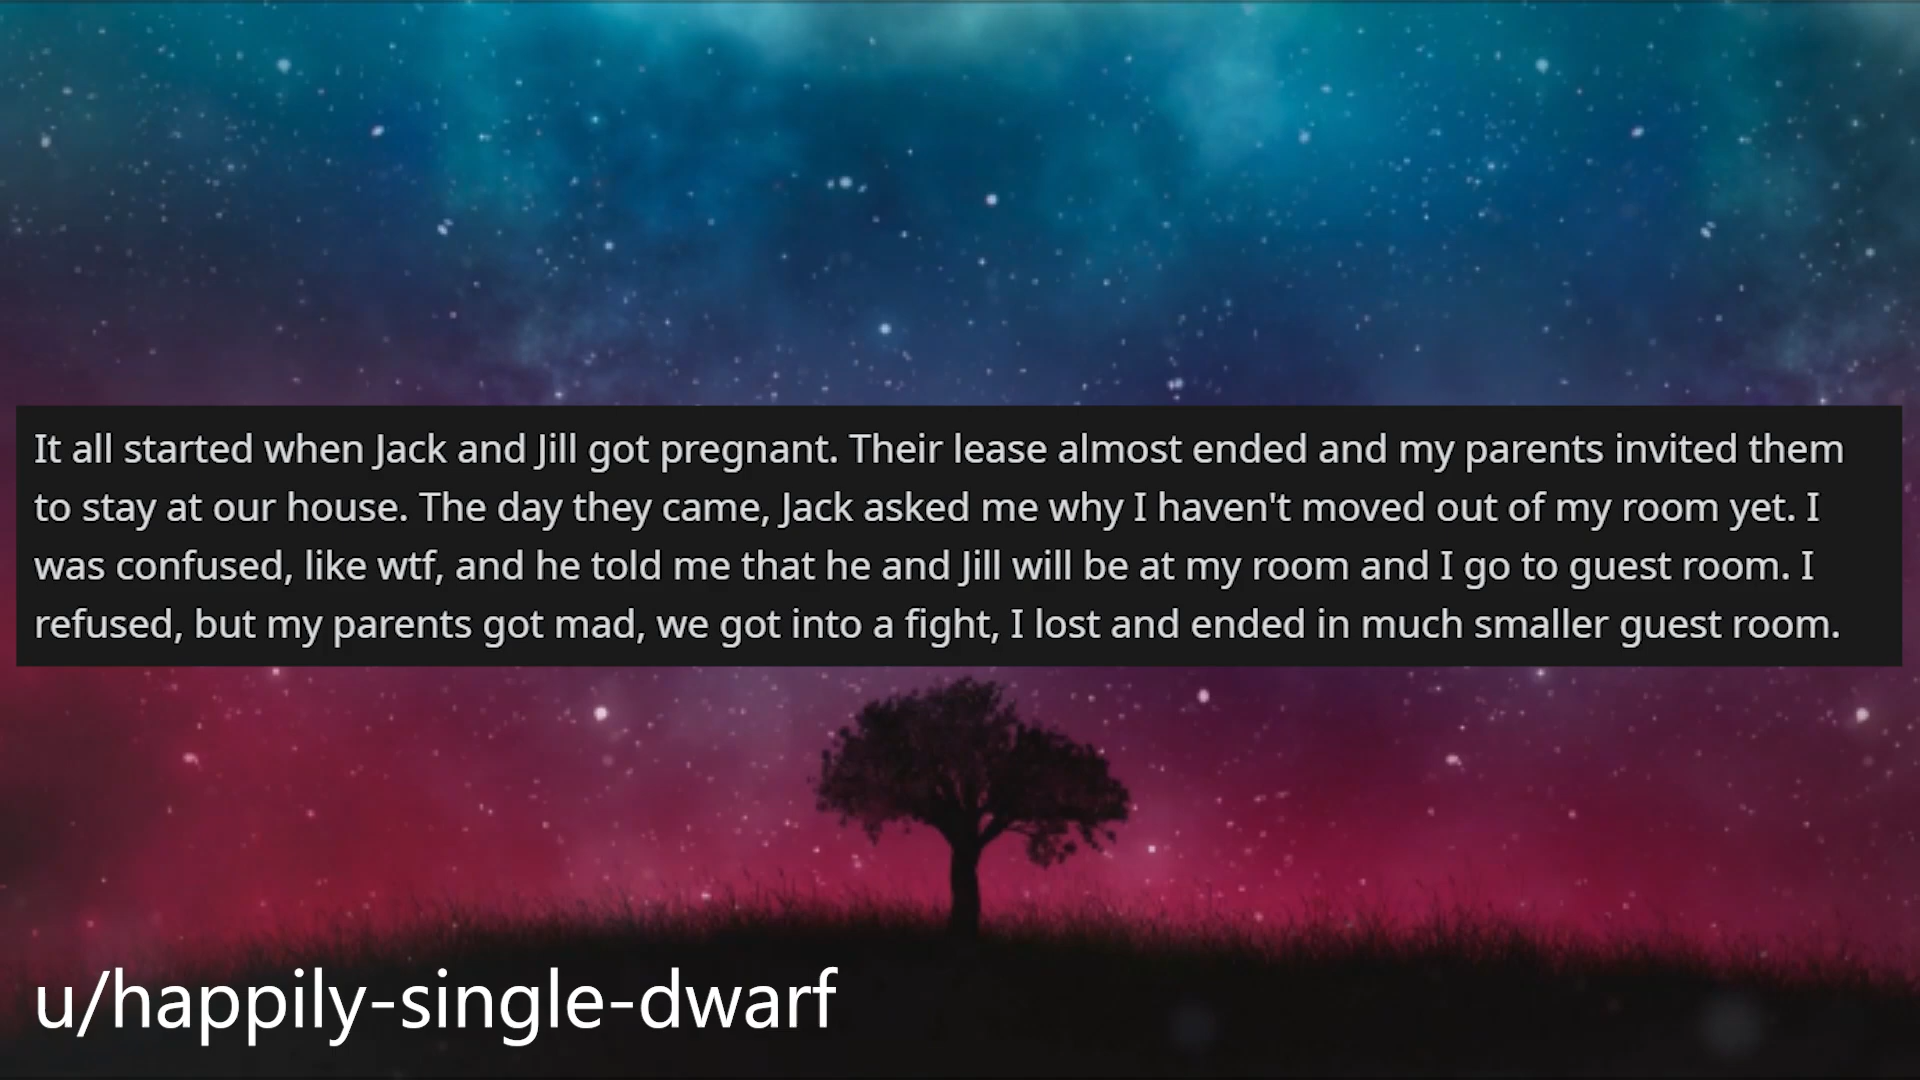 It all started when Jack and Jill got pregnant. Their lease almost ended and my parents invited them
to stay at our house. The day they came, Jack asked me why I haven't moved out of my room yet. I
was confused, like wtf, and he told me that he and Jill will be at my room and I go to guest room. I
refused, but my parents got mad, we got into a fight, I lost and ended in much smaller guest room.
u/happily-single-dwarf